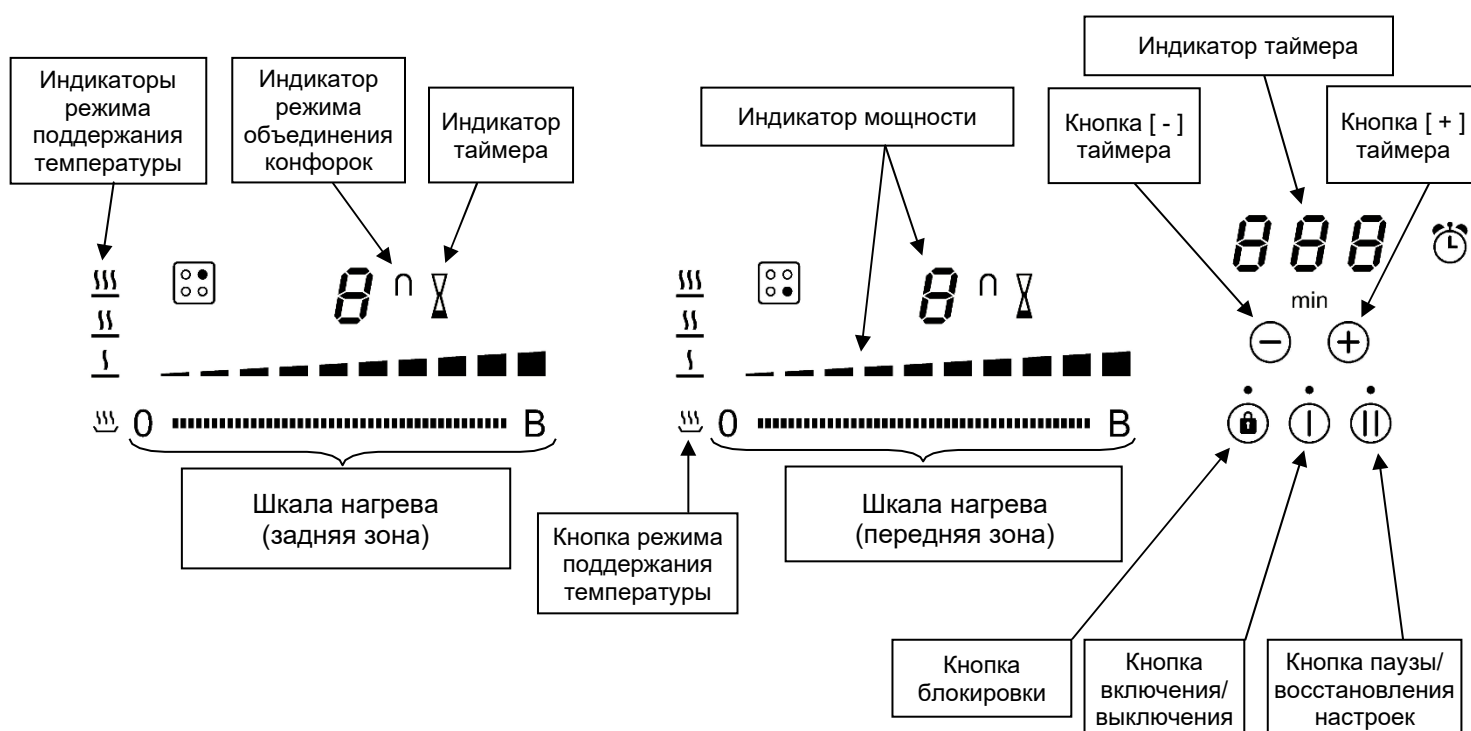 Индикатор таймера
Индикаторы
режима
поддержания
температуры
Индикатор
режима
объединения
конфорок
Индикатор
таймера
Индикатор мощности
Кнопка [ - ]
таймера
Кнопка [ + ]
таймера
8
8
888
min
0
B
0
B
Шкала нагрева
(задняя зона)
Кнопка режима
поддержания
температуры
Шкала нагрева
(передняя зона)
Кнопка
блокировки
Кнопка
включения/
выключения
Кнопка паузы/
восстановления
настроек